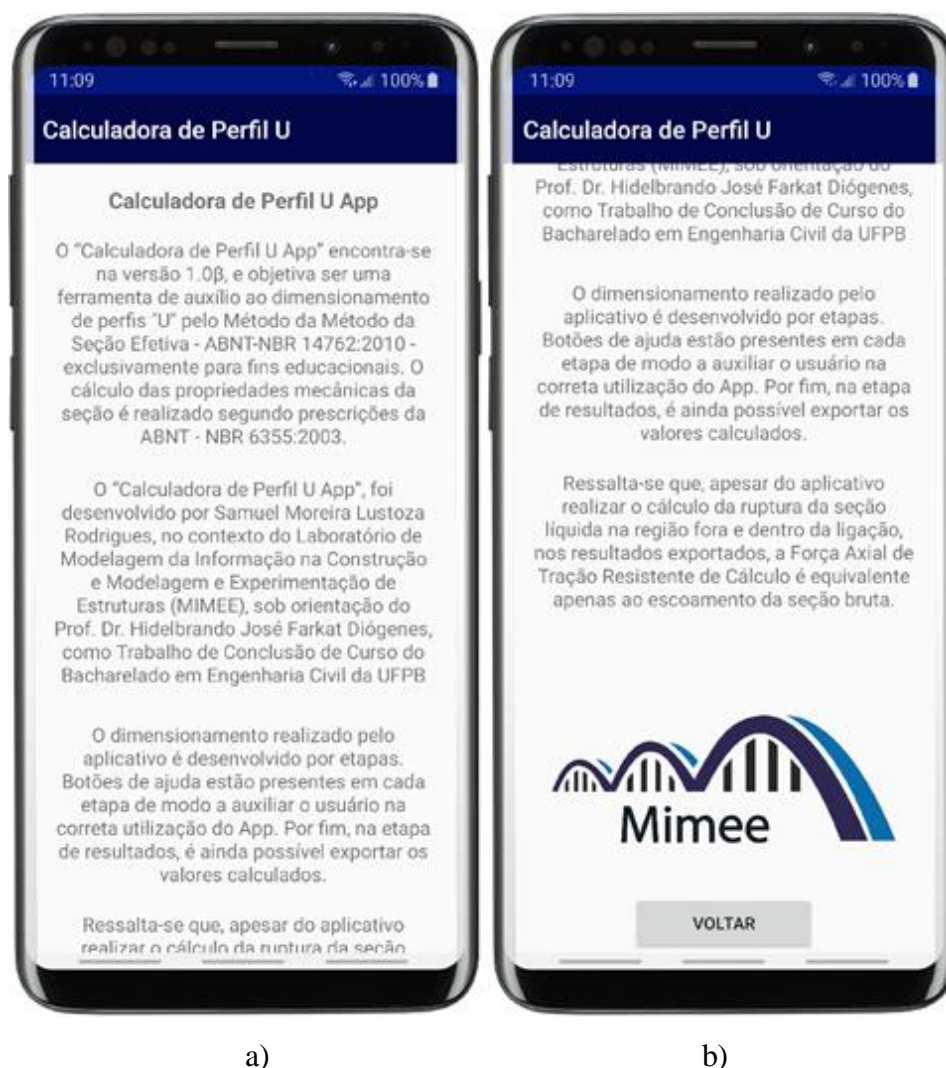 11:09
100%
Calculadora de Perfil U
Calculadora de Perfil U App
O "Calculadora de Perfil U App" encontra-se
na versão 1.0β, e objetiva ser uma
ferramenta de auxílio ao dimensionamento
de perfis "U" pelo Método da Método da
Seção Efetiva - ABNT-NBR 14762:2010 -
exclusivamente para fins educacionais. O
cálculo das propriedades mecânicas da
seção é realizado segundo prescrições da
ABNT - NBR 6355:2003.
O "Calculadora de Perfil U App", foi
desenvolvido por Samuel Moreira Lustoza
Rodrigues, no contexto do Laboratório de
Modelagem da Informação na Construção
e Modelagem e Experimentação de
Estruturas (MIMEE), sob orientação do
Prof. Dr. Hidelbrando José Farkat Diógenes,
como Trabalho de Conclusão de Curso do
Bacharelado em Engenharia Civil da UFPB
O dimensionamento realizado pelo
aplicativo é desenvolvido por etapas.
Botões de ajuda estão presentes em cada
etapa de modo a auxiliar o usuário na
correta utilização do App. Por fim, na etapa
de resultados, é ainda possível exportar os
valores calculados.
Ressalta-se que, apesar do aplicativo
realizar o cálculo da ruptura da seção
a)
11:09
100%
Calculadora de Perfil U
Estruturas (MIMEE), sob orientação do
Prof. Dr. Hidelbrando José Farkat Diógenes,
como Trabalho de Conclusão de Curso do
Bacharelado em Engenharia Civil da UFPB
O dimensionamento realizado pelo
aplicativo é desenvolvido por etapas.
Botões de ajuda estão presentes em cada
etapa de modo a auxiliar o usuário na
correta utilização do App. Por fim, na etapa
de resultados, é ainda possível exportar os
valores calculados.
Ressalta-se que, apesar do aplicativo
realizar o cálculo da ruptura da seção
líquida na região fora e dentro da ligação,
nos resultados exportados, a Força Axial de
Tração Resistente de Cálculo é equivalente
apenas ao escoamento da seção bruta.
Mimee
VOLTAR
b)